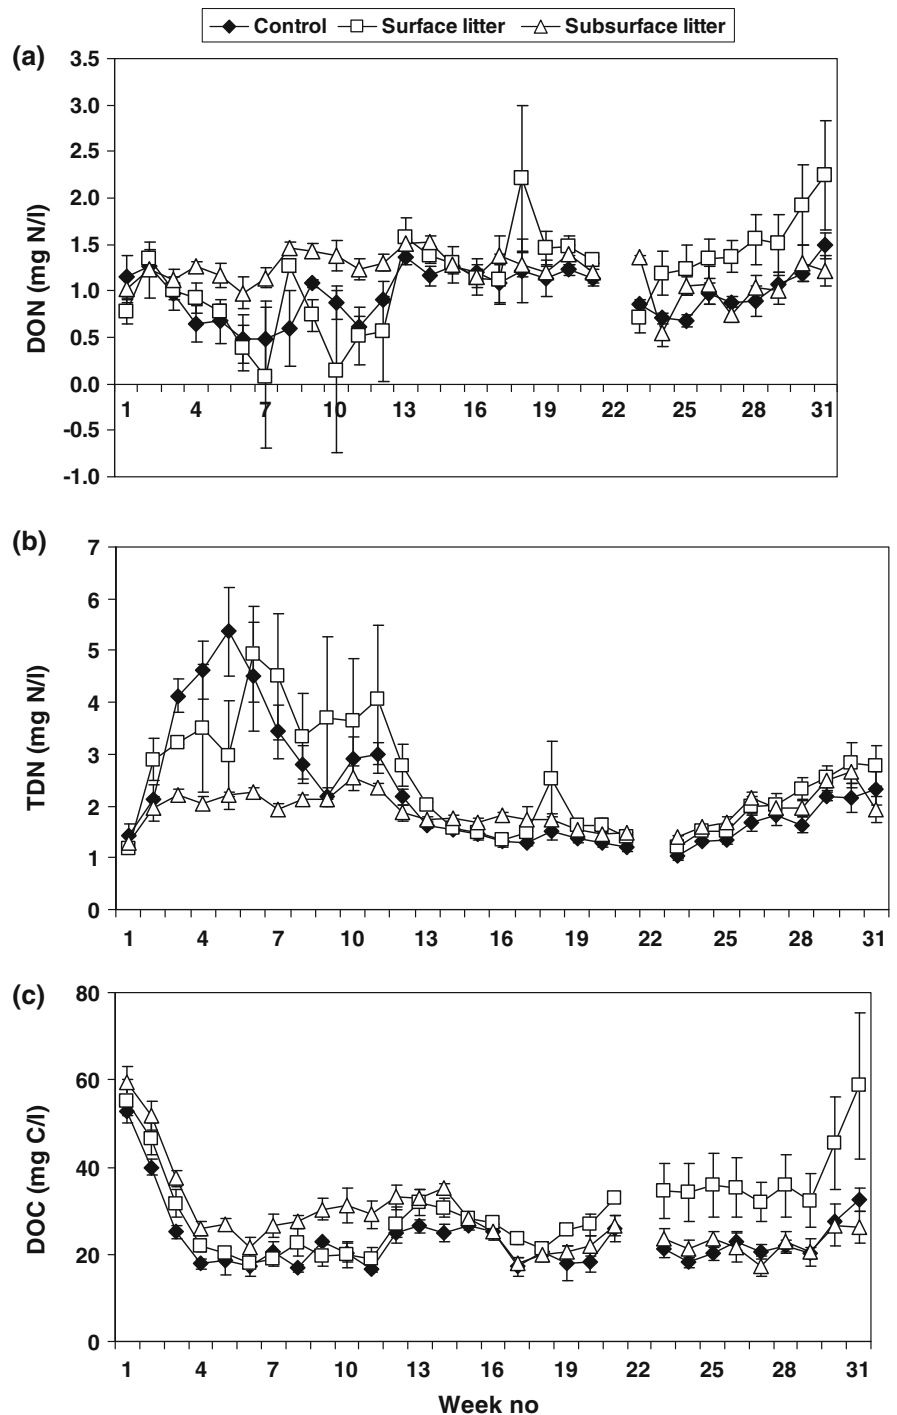 Control Surface litter Subsurface litter
(a)
DON (mg N/l)
3.5
3.0
2.5
2.0
1.5
1.0
0.5
0.0
-0.5
-1.0
1 4 7 10 13 16 19 22 25 28 31
(b)
TDN (mg N/l)
7
6
5
4
3
2
1
0
1 4 7 10 13 16 19 22 25 28 31
(c)
DOC (mg C/l)
80
60
40
20
0
1 4 7 10 13 16 19 22 25 28 31
Week no